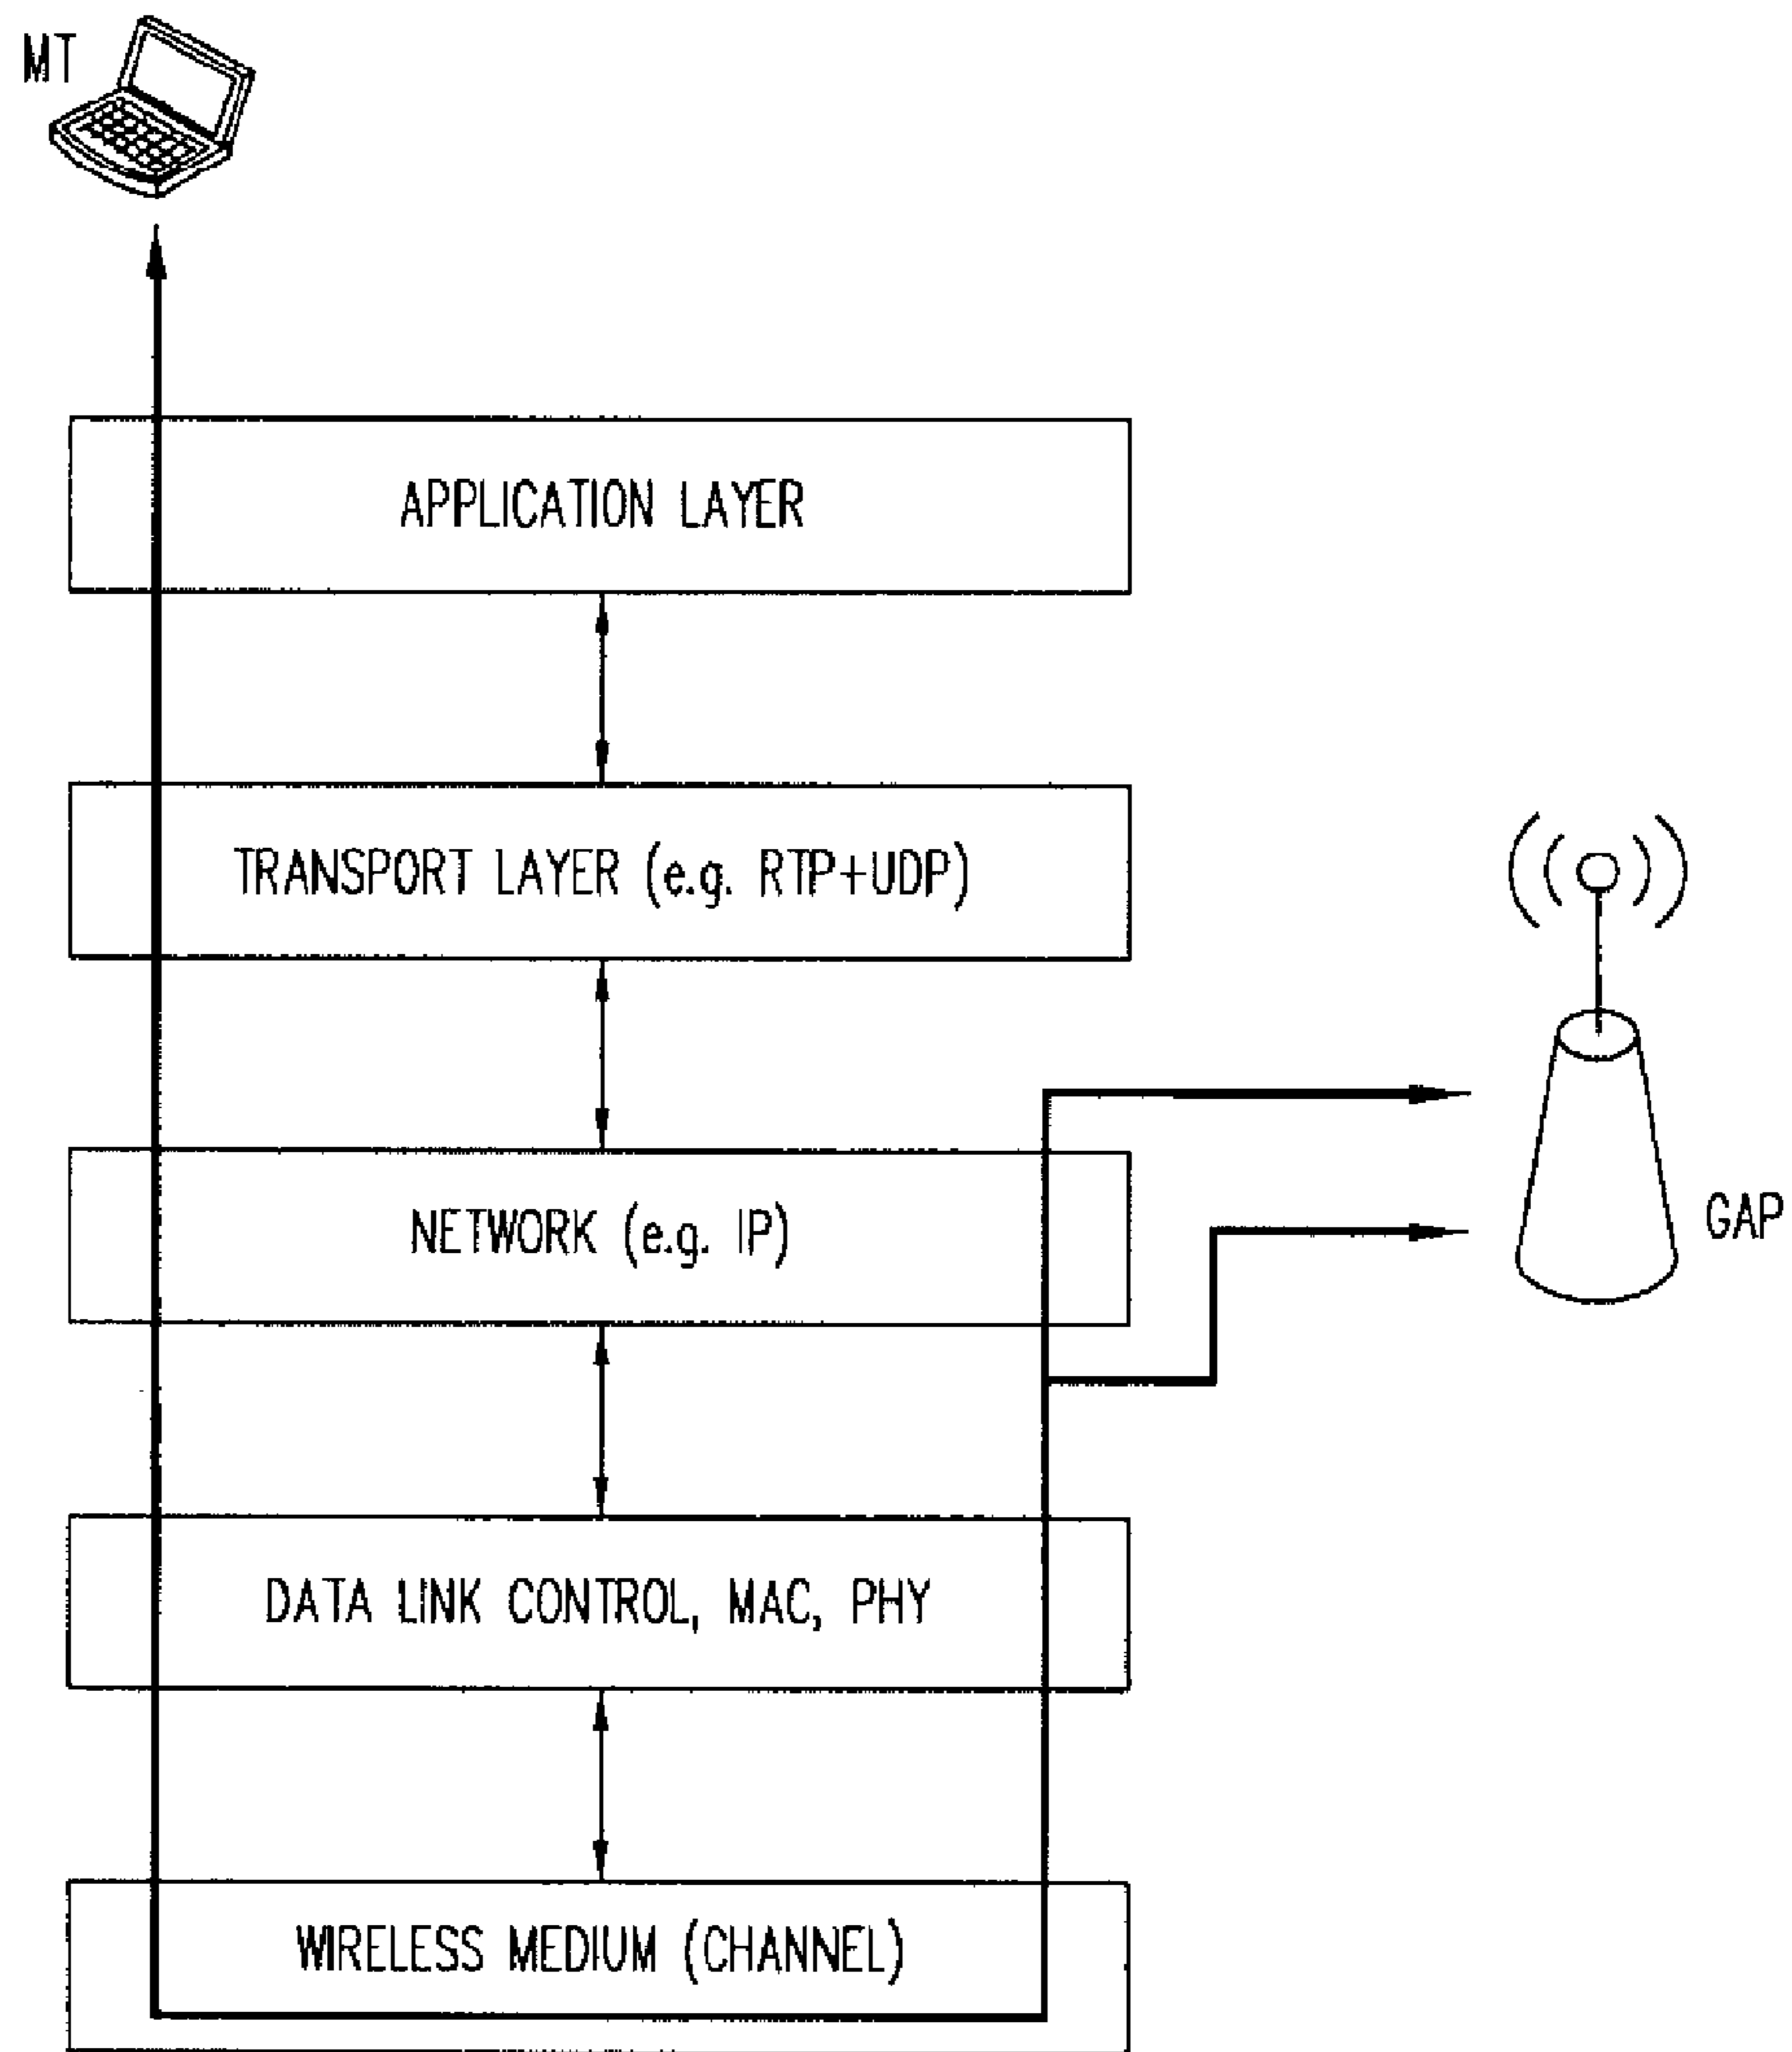 MT
APPLICATION LAYER
TRANSPORT LAYER (e.g. RTP+UDP)
NETWORK (e.g. IP)
GAP
DATA LINK CONTROL, MAC, PHY
WIRELESS MEDIUM (CHANNEL)